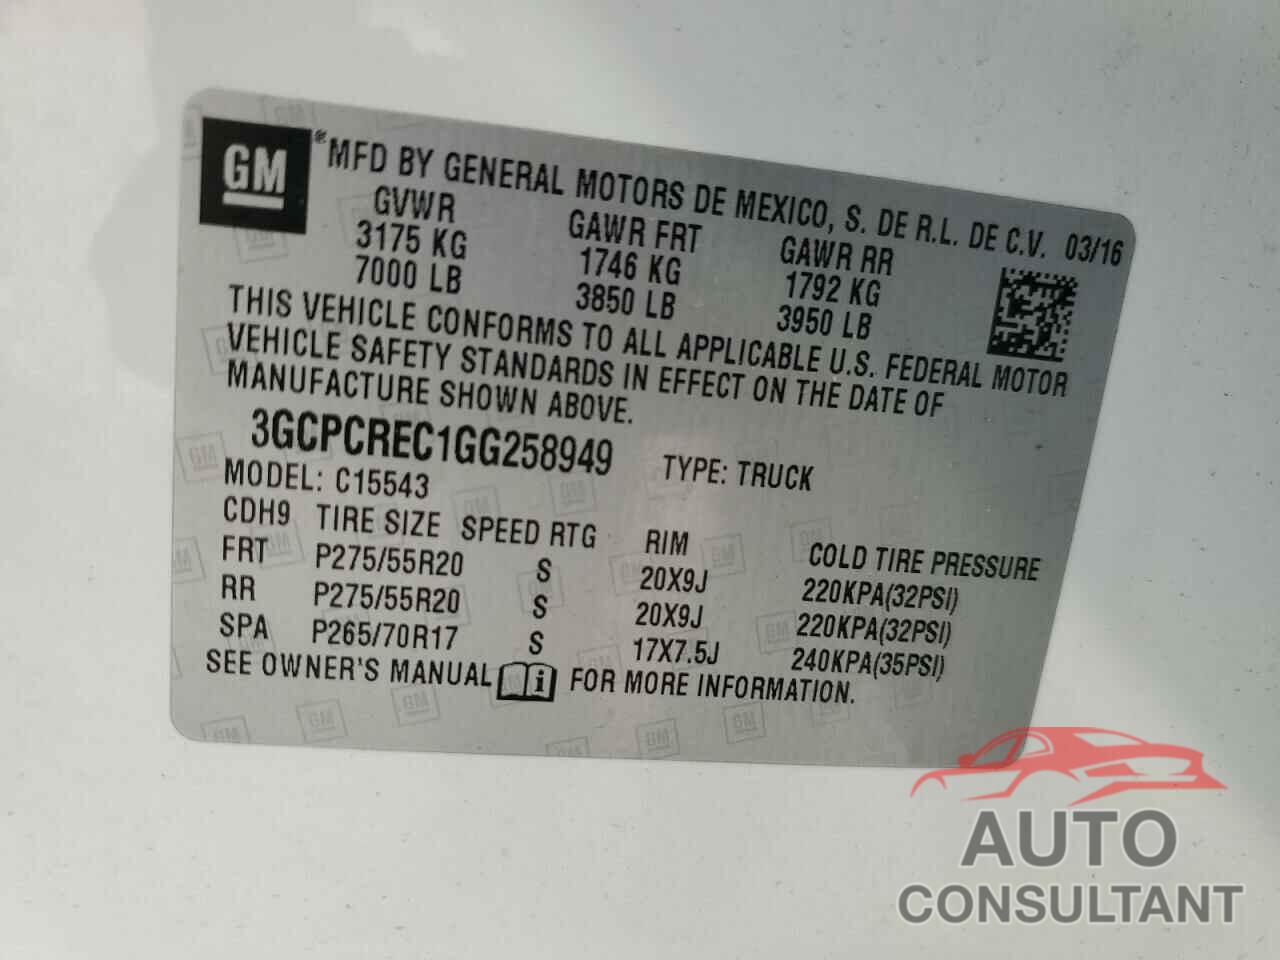 GM ® MFD BY GENERAL MOTORS DE MEXICO, S. DE R.L. DE C.V. 03/16
GVWR GAWR FRT GAWR RR
3175 KG 1746 KG 1792 KG
7000 LB 3850 LB 3950 LB
THIS VEHICLE CONFORMS TO ALL APPLICABLE U.S. FEDERAL MOTOR
VEHICLE SAFETY STANDARDS IN EFFECT ON THE DATE OF
MANUFACTURE SHOWN ABOVE.
3GCPCREC1GG258949 TYPE: TRUCK
MODEL: C15543
CDH9 TIRE SIZE SPEED RTG RIM COLD TIRE PRESSURE
FRT P275/55R20 S 20X9J 220KPA(32PSI)
RR P275/55R20 S 20X9J 220KPA(32PSI)
SPA P265/70R17 S 17X7.5J 240KPA(35PSI)
SEE OWNER'S MANUAL i FOR MORE INFORMATION.
AUTO
CONSULTANT